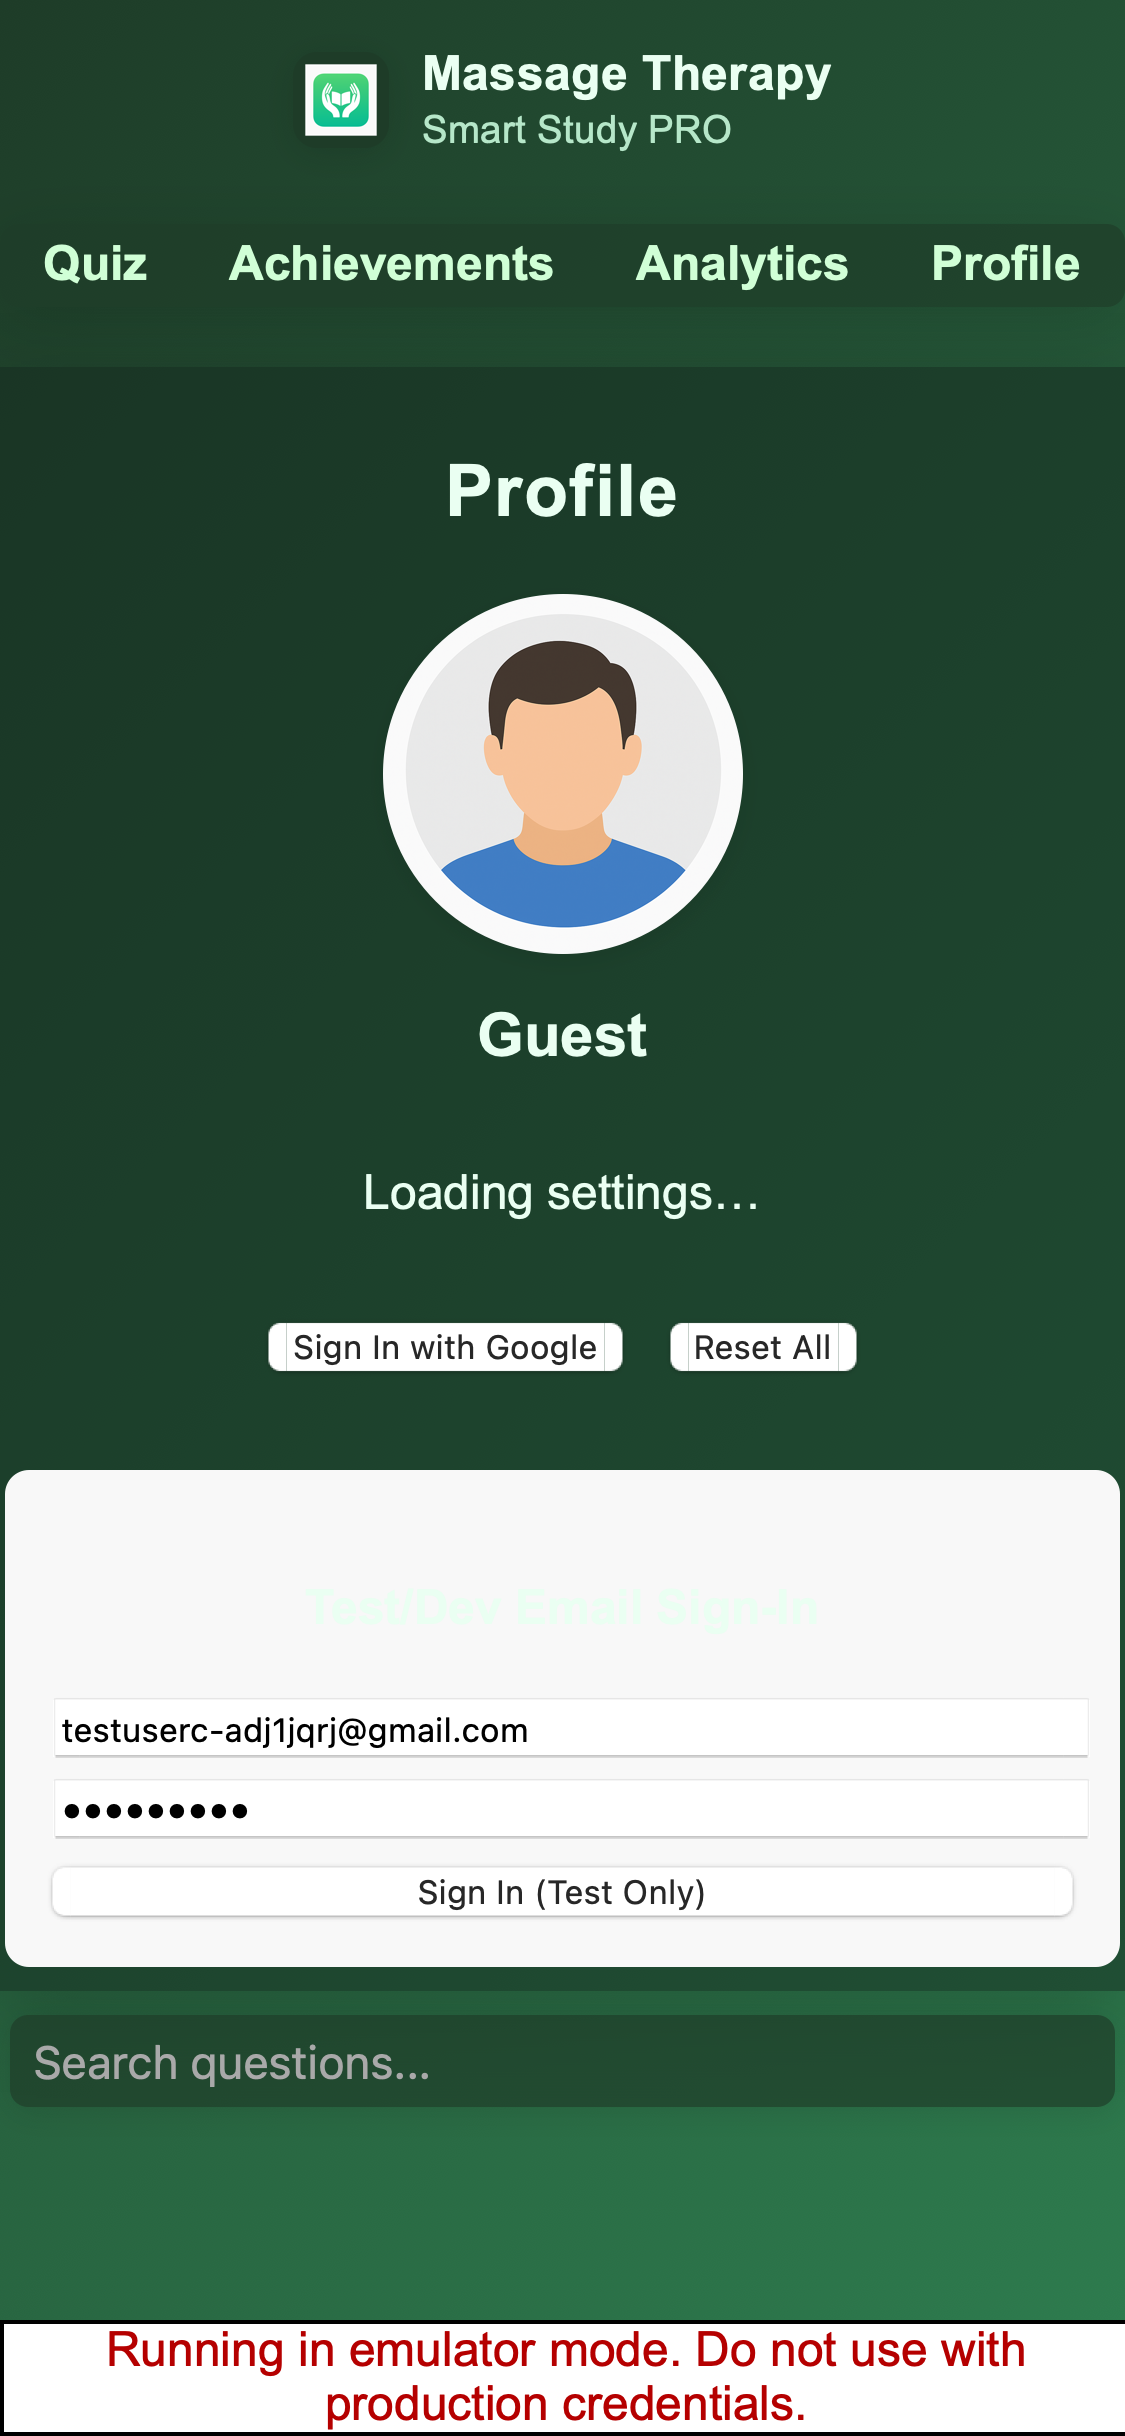 Massage Therapy
Smart Study PRO
Quiz Achievements Analytics Profile
Profile
Guest
Loading settings...
Sign In with Google Reset All
Test/Dev Email Sign-In
testuserc-adj1jqrj@gmail.com
•••••••••
Sign In (Test Only)
Search questions...
Running in emulator mode. Do not use with
production credentials.